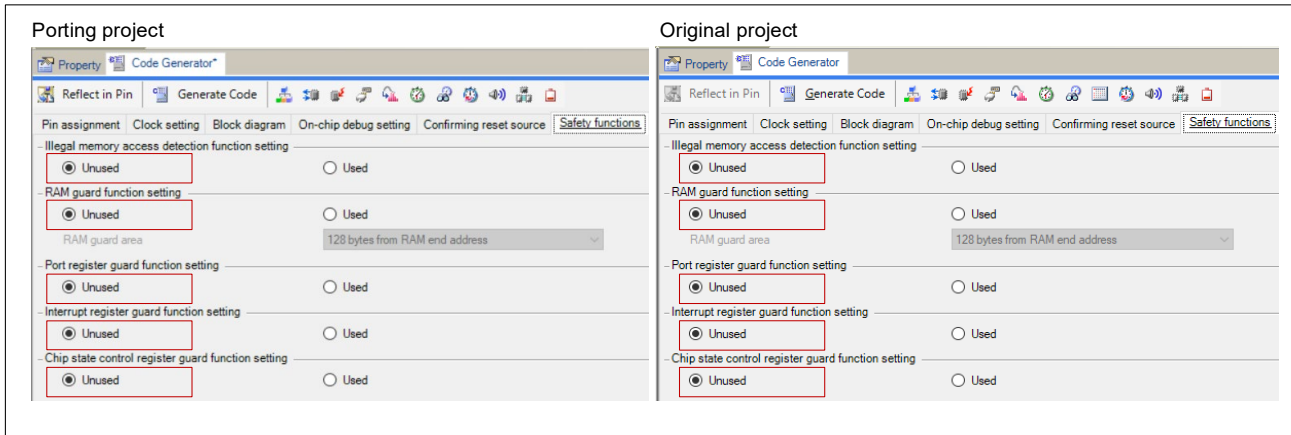 Porting project
Property Code Generator*
Reflect in Pin Generate Code
Pin assignment Clock setting Block diagram On-chip debug setting Confirming reset source Safety functions
Illegal memory access detection function setting
Unused Used
RAM guard function setting
Unused Used
RAM guard area 128 bytes from RAM end address
Port register guard function setting
Unused Used
Interrupt register guard function setting
Unused Used
Chip state control register guard function setting
Unused Used
Original project
Property Code Generator
Reflect in Pin Generate Code
Pin assignment Clock setting Block diagram On-chip debug setting Confirming reset source Safety functions
Illegal memory access detection function setting
Unused Used
RAM guard function setting
Unused Used
RAM guard area 128 bytes from RAM end address
Port register guard function setting
Unused Used
Interrupt register guard function setting
Unused Used
Chip state control register guard function setting
Unused Used